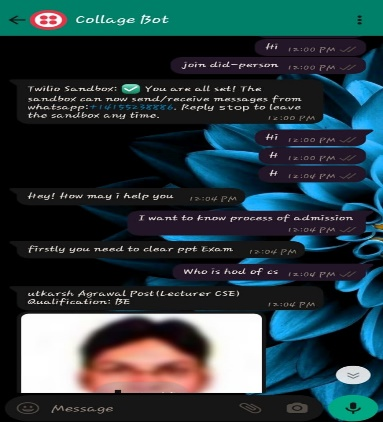 Collage Bot
Hi 12:00 PM
join did-person 12:00 PM
Twilio Sandbox: ✅ You are all set! The
sandbox can now send/receive messages from
whatsapp:+14155238886. Reply stop to leave
the sandbox any time.
12:00 PM
Hi 12:00 PM
H 12:00 PM
H 12:04 PM
Hey! How may i help you 12:04 PM
I want to know process of admission
12:04 PM
firstly you need to clear ppt Exam 12:04 PM
Who is hod of cs 12:04 PM
utkarsh Agrawal Post(Lecturer CSE)
Qualification: BE 12:04 PM
Message